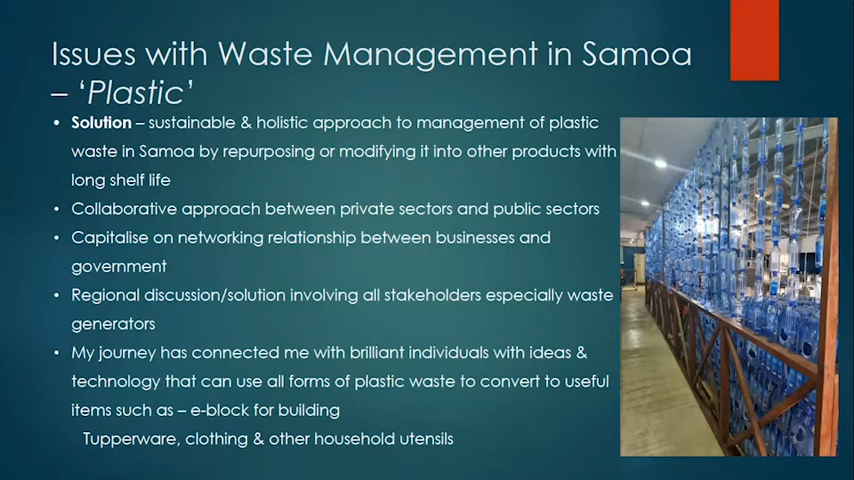 Issues with Waste Management in Samoa
– ‘Plastic’
• Solution – sustainable & holistic approach to management of plastic
waste in Samoa by repurposing or modifying it into other products with
long shelf life
• Collaborative approach between private sectors and public sectors
• Capitalise on networking relationship between businesses and
government
• Regional discussion/solution involving all stakeholders especially waste
generators
• My journey has connected me with brilliant individuals with ideas &
technology that can use all forms of plastic waste to convert to useful
items such as – e-block for building
Tupperware, clothing & other household utensils